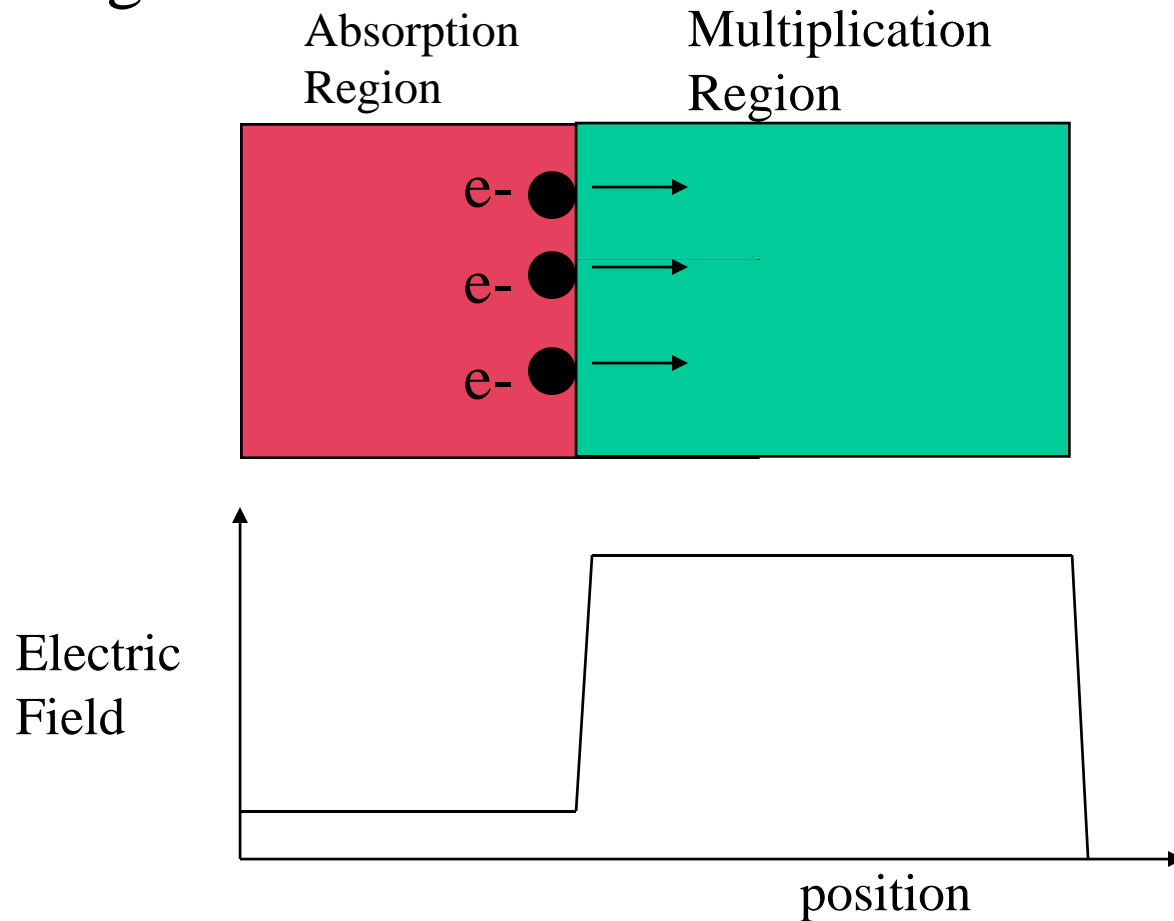 Absorption
Region
Multiplication
Region
e-
e-
e-
Electric
Field
position